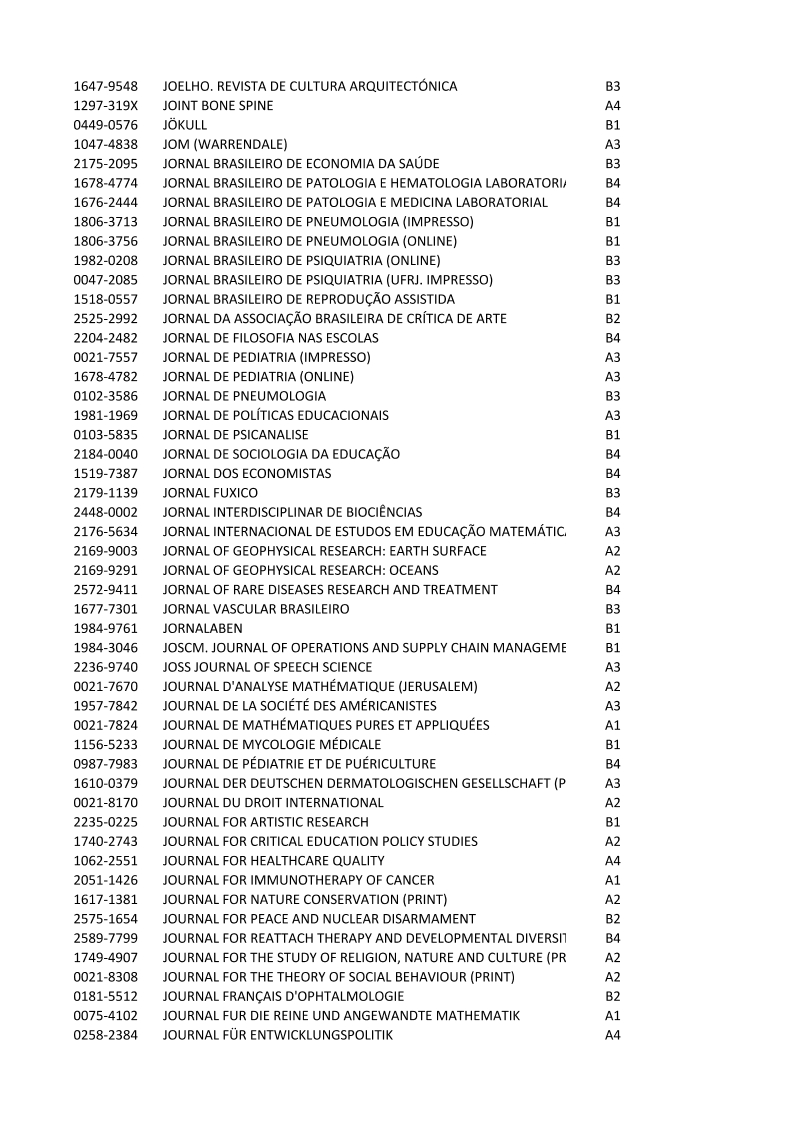 1647-9548 JOELHO. REVISTA DE CULTURA ARQUITECTÓNICA B3
1297-319X JOINT BONE SPINE A4
0449-0576 JÖKULL B1
1047-4838 JOM (WARRENDALE) A3
2175-2095 JORNAL BRASILEIRO DE ECONOMIA DA SAÚDE B3
1678-4774 JORNAL BRASILEIRO DE PATOLOGIA E HEMATOLOGIA LABORATORIA B4
1676-2444 JORNAL BRASILEIRO DE PATOLOGIA E MEDICINA LABORATORIAL B4
1806-3713 JORNAL BRASILEIRO DE PNEUMOLOGIA (IMPRESSO) B1
1806-3756 JORNAL BRASILEIRO DE PNEUMOLOGIA (ONLINE) B1
1982-0208 JORNAL BRASILEIRO DE PSIQUIATRIA (ONLINE) B3
0047-2085 JORNAL BRASILEIRO DE PSIQUIATRIA (UFRJ. IMPRESSO) B3
1518-0557 JORNAL BRASILEIRO DE REPRODUÇÃO ASSISTIDA B1
2525-2992 JORNAL DA ASSOCIAÇÃO BRASILEIRA DE CRÍTICA DE ARTE B2
2204-2482 JORNAL DE FILOSOFIA NAS ESCOLAS B4
0021-7557 JORNAL DE PEDIATRIA (IMPRESSO) A3
1678-4782 JORNAL DE PEDIATRIA (ONLINE) A3
0102-3586 JORNAL DE PNEUMOLOGIA B3
1981-1969 JORNAL DE POLÍTICAS EDUCACIONAIS A3
0103-5835 JORNAL DE PSICANALISE B1
2184-0040 JORNAL DE SOCIOLOGIA DA EDUCAÇÃO B4
1519-7387 JORNAL DOS ECONOMISTAS B4
2179-1139 JORNAL FUXICO B3
2448-0002 JORNAL INTERDISCIPLINAR DE BIOCIÊNCIAS B4
2176-5634 JORNAL INTERNACIONAL DE ESTUDOS EM EDUCAÇÃO MATEMÁTICA A3
2169-9003 JORNAL OF GEOPHYSICAL RESEARCH: EARTH SURFACE A2
2169-9291 JORNAL OF GEOPHYSICAL RESEARCH: OCEANS A2
2572-9411 JORNAL OF RARE DISEASES RESEARCH AND TREATMENT B4
1677-7301 JORNAL VASCULAR BRASILEIRO B3
1984-9761 JORNALABEN B1
1984-3046 JOSCM. JOURNAL OF OPERATIONS AND SUPPLY CHAIN MANAGEME B1
2236-9740 JOSS JOURNAL OF SPEECH SCIENCE A3
0021-7670 JOURNAL D'ANALYSE MATHÉMATIQUE (JERUSALEM) A2
1957-7842 JOURNAL DE LA SOCIÉTÉ DES AMÉRICANISTES A3
0021-7824 JOURNAL DE MATHÉMATIQUES PURES ET APPLIQUÉES A1
1156-5233 JOURNAL DE MYCOLOGIE MÉDICALE B1
0987-7983 JOURNAL DE PÉDIATRIE ET DE PUÉRICULTURE B4
1610-0379 JOURNAL DER DEUTSCHEN DERMATOLOGISCHEN GESELLSCHAFT (P A3
0021-8170 JOURNAL DU DROIT INTERNATIONAL A2
2235-0225 JOURNAL FOR ARTISTIC RESEARCH B1
1740-2743 JOURNAL FOR CRITICAL EDUCATION POLICY STUDIES A2
1062-2551 JOURNAL FOR HEALTHCARE QUALITY A4
2051-1426 JOURNAL FOR IMMUNOTHERAPY OF CANCER A1
1617-1381 JOURNAL FOR NATURE CONSERVATION (PRINT) A2
2575-1654 JOURNAL FOR PEACE AND NUCLEAR DISARMAMENT B2
2589-7799 JOURNAL FOR REATTACH THERAPY AND DEVELOPMENTAL DIVERSIT B4
1749-4907 JOURNAL FOR THE STUDY OF RELIGION, NATURE AND CULTURE (PR A2
0021-8308 JOURNAL FOR THE THEORY OF SOCIAL BEHAVIOUR (PRINT) A2
0181-5512 JOURNAL FRANÇAIS D'OPHTALMOLOGIE B2
0075-4102 JOURNAL FUR DIE REINE UND ANGEWANDTE MATHEMATIK A1
0258-2384 JOURNAL FÜR ENTWICKLUNGSPOLITIK A4